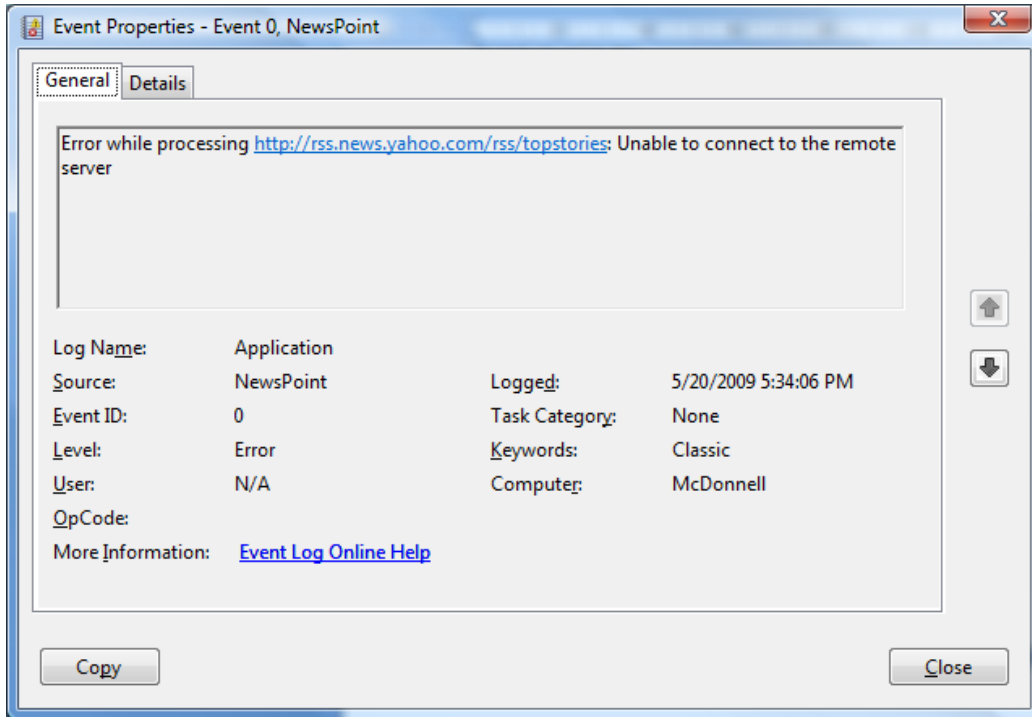 Event Properties - Event 0, NewsPoint
General Details
Error while processing http://rss.news.yahoo.com/rss/topstories: Unable to connect to the remote
server
Log Name: Application
Source: NewsPoint Logged: 5/20/2009 5:34:06 PM
Event ID: 0 Task Category: None
Level: Error Keywords: Classic
User: N/A Computer: McDonnell
OpCode:
More Information: Event Log Online Help
Copy Close